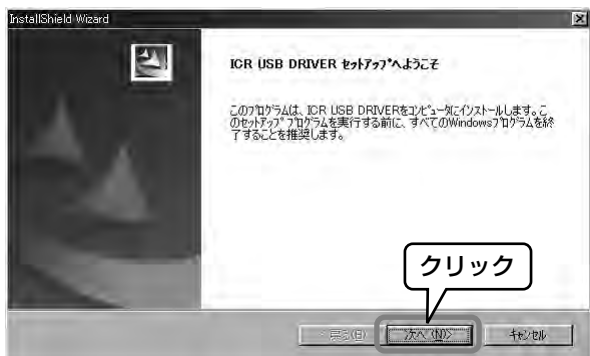 InstallShield Wizard
ICR USB DRIVER セットアップへようこそ
このプログラムは、ICR USB DRIVERをコンピュータにインストールします。こ
のセットアップ プログラムを実行する前に、すべてのWindowsプログラムを終
了することを推奨します。
クリック
< 戻る(B) 次へ(N)> キャンセル